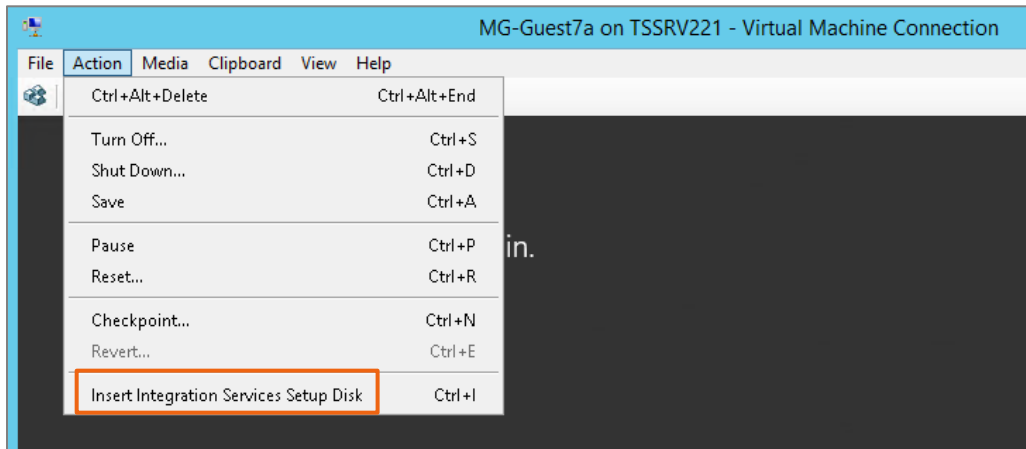 MG-Guest7a on TSSRV221 - Virtual Machine Connection
File Action Media Clipboard View Help
Ctrl+Alt+Delete Ctrl+Alt+End
Turn Off... Ctrl+S
Shut Down... Ctrl+D
Save Ctrl+A
Pause Ctrl+P
in.
Reset... Ctrl+R
Checkpoint... Ctrl+N
Revert... Ctrl+E
Insert Integration Services Setup Disk Ctrl+I